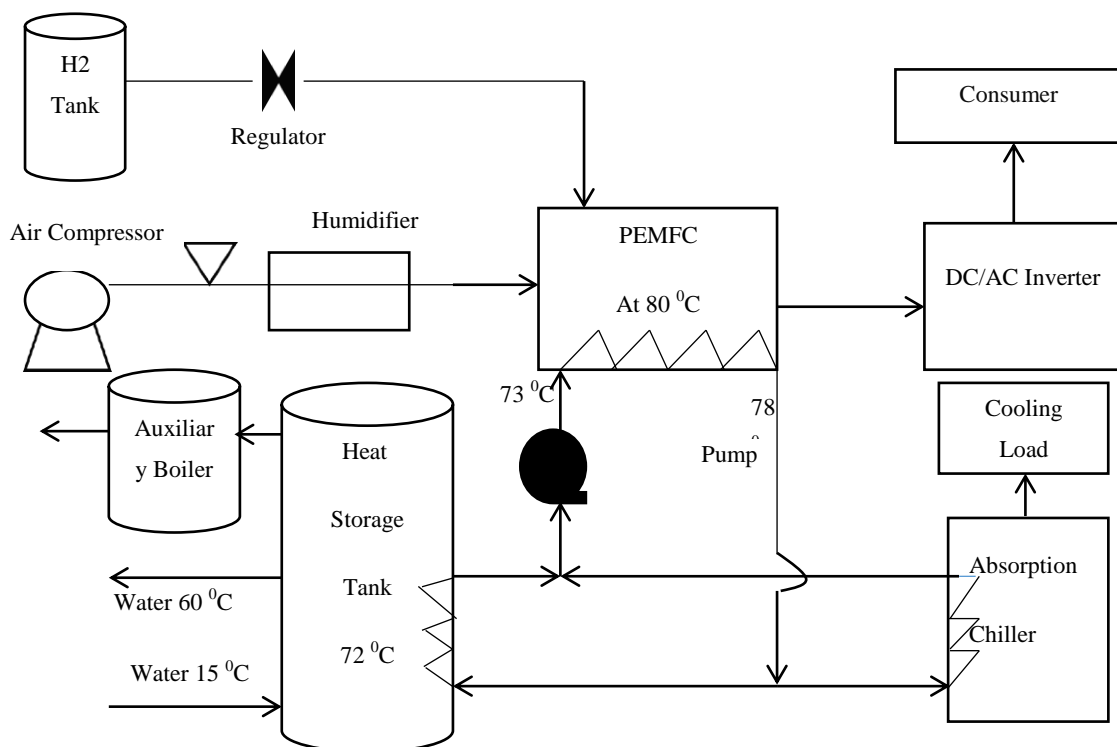 H2
Tank
Regulator
Consumer
Air Compressor
Humidifier
PEMFC
At 80 ⁰C
DC/AC Inverter
73 ⁰C
78
Pump
0
Cooling
Load
Auxiliar
y Boiler
Heat
Storage
Tank
72 ⁰C
Absorption
Chiller
Water 60 ⁰C
Water 15 ⁰C